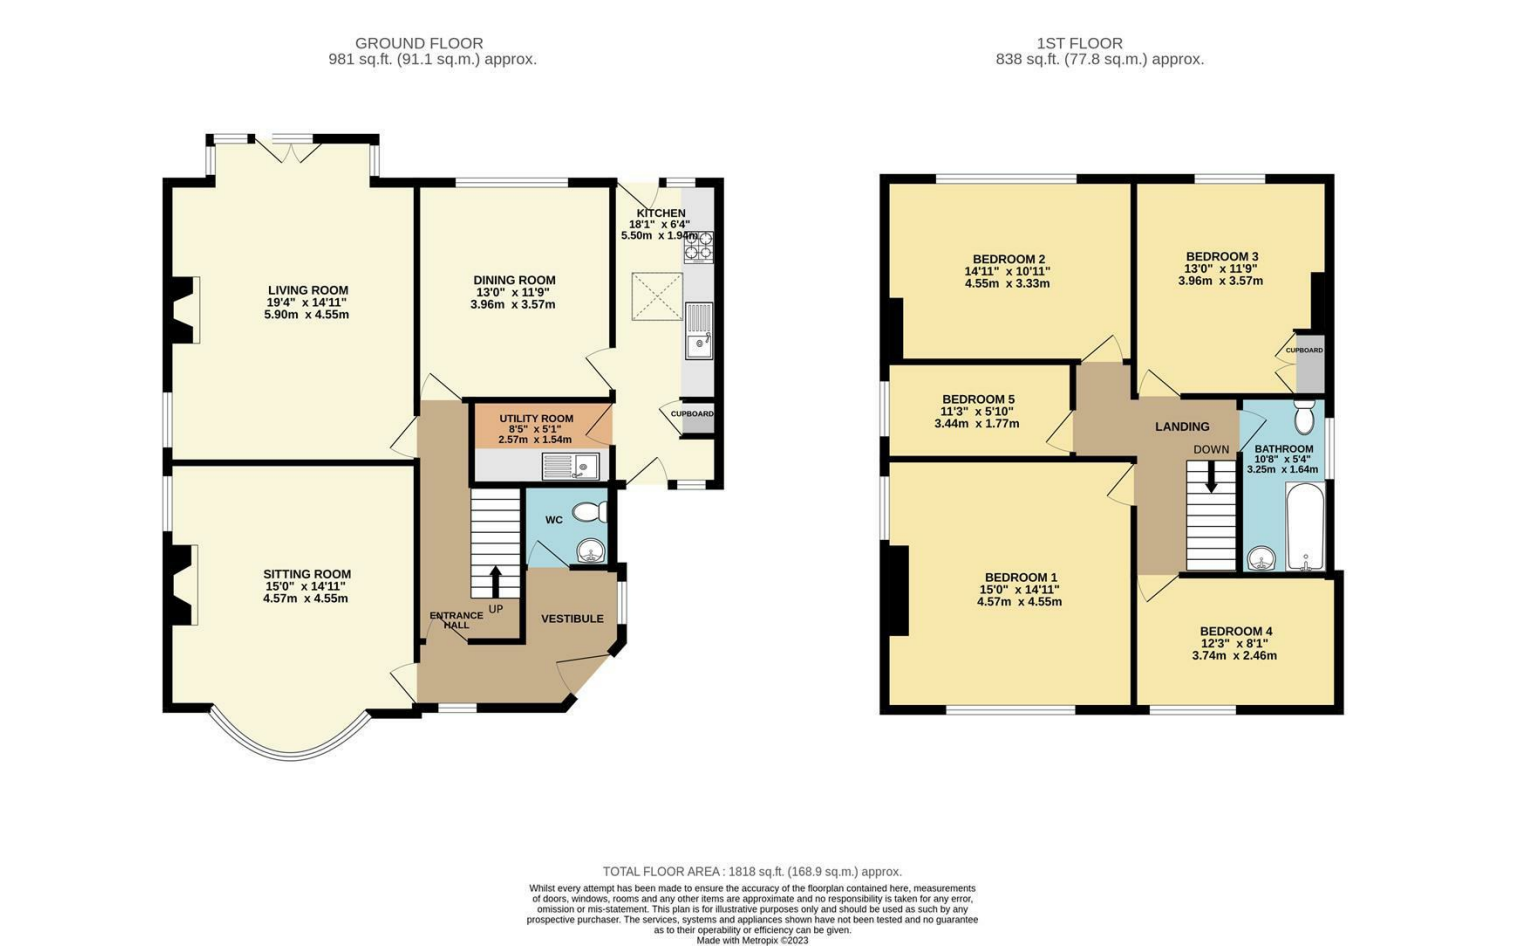 GROUND FLOOR
981 sq.ft. (91.1 sq.m.) approx.
1ST FLOOR
838 sq.ft. (77.8 sq.m.) approx.
LIVING ROOM
19'4" x 14'11"
5.90m x 4.55m
DINING ROOM
13'0" x 11'9"
3.96m x 3.57m
KITCHEN
18'1" x 6'4"
5.50m x 1.94m
UTILITY ROOM
8'5" x 5'1"
2.57m x 1.54m
CUPBOARD
WC
SITTING ROOM
15'0" x 14'11"
4.57m x 4.55m
UP
ENTRANCE
HALL
VESTIBULE
BEDROOM 2
14'11" x 10'11"
4.55m x 3.33m
BEDROOM 3
13'0" x 11'9"
3.96m x 3.57m
CUPBOARD
BEDROOM 5
11'3" x 5'10"
3.44m x 1.77m
LANDING
DOWN
BATHROOM
10'8" x 5'4"
3.25m x 1.64m
BEDROOM 1
15'0" x 14'11"
4.57m x 4.55m
BEDROOM 4
12'3" x 8'1"
3.74m x 2.46m
TOTAL FLOOR AREA : 1818 sq.ft. (168.9 sq.m.) approx.
Whilst every attempt has been made to ensure the accuracy of the floorplan contained here, measurements
of doors, windows, rooms and any other items are approximate and no responsibility is taken for any error,
omission or mis-statement. This plan is for illustrative purposes only and should be used as such by any
prospective purchaser. The services, systems and appliances shown have not been tested and no guarantee
as to their operability or efficiency can be given.
Made with Metropix ©2023